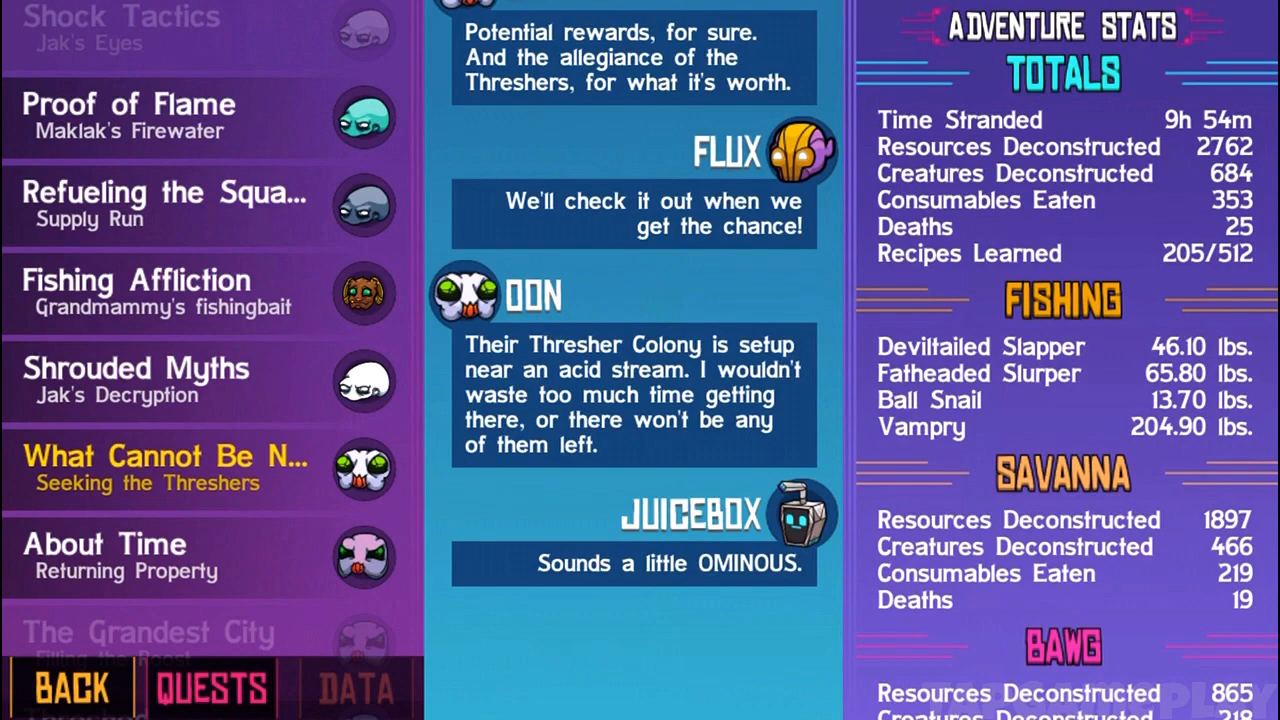 Shock Tactics
Jak's Eyes
Proof of Flame
Maklak's Firewater
Refueling the Squa...
Supply Run
Fishing Affliction
Grandmammy's fishingbait
Shrouded Myths
Jak's Decryption
What Cannot Be N...
Seeking the Threshers
About Time
Returning Property
The Grandest City
Filling the Roost
BACK
QUESTS
DATA
Potential rewards, for sure.
And the allegiance of the
Threshers, for what it's worth.
FLUX
We'll check it out when we
get the chance!
OON
Their Thresher Colony is setup
near an acid stream. I wouldn't
waste too much time getting
there, or there won't be any
of them left.
JUICEBOX
Sounds a little OMINOUS.
ADVENTURE STATS
TOTALS
Time Stranded 9h 54m
Resources Deconstructed 2762
Creatures Deconstructed 684
Consumables Eaten 353
Deaths 25
Recipes Learned 205/512
FISHING
Deviltailed Slapper 46.10 lbs.
Fatheaded Slurper 65.80 lbs.
Ball Snail 13.70 lbs.
Vampry 204.90 lbs.
SAVANNA
Resources Deconstructed 1897
Creatures Deconstructed 466
Consumables Eaten 219
Deaths 19
BAWG
Resources Deconstructed 865
Creatures Deconstructed 218